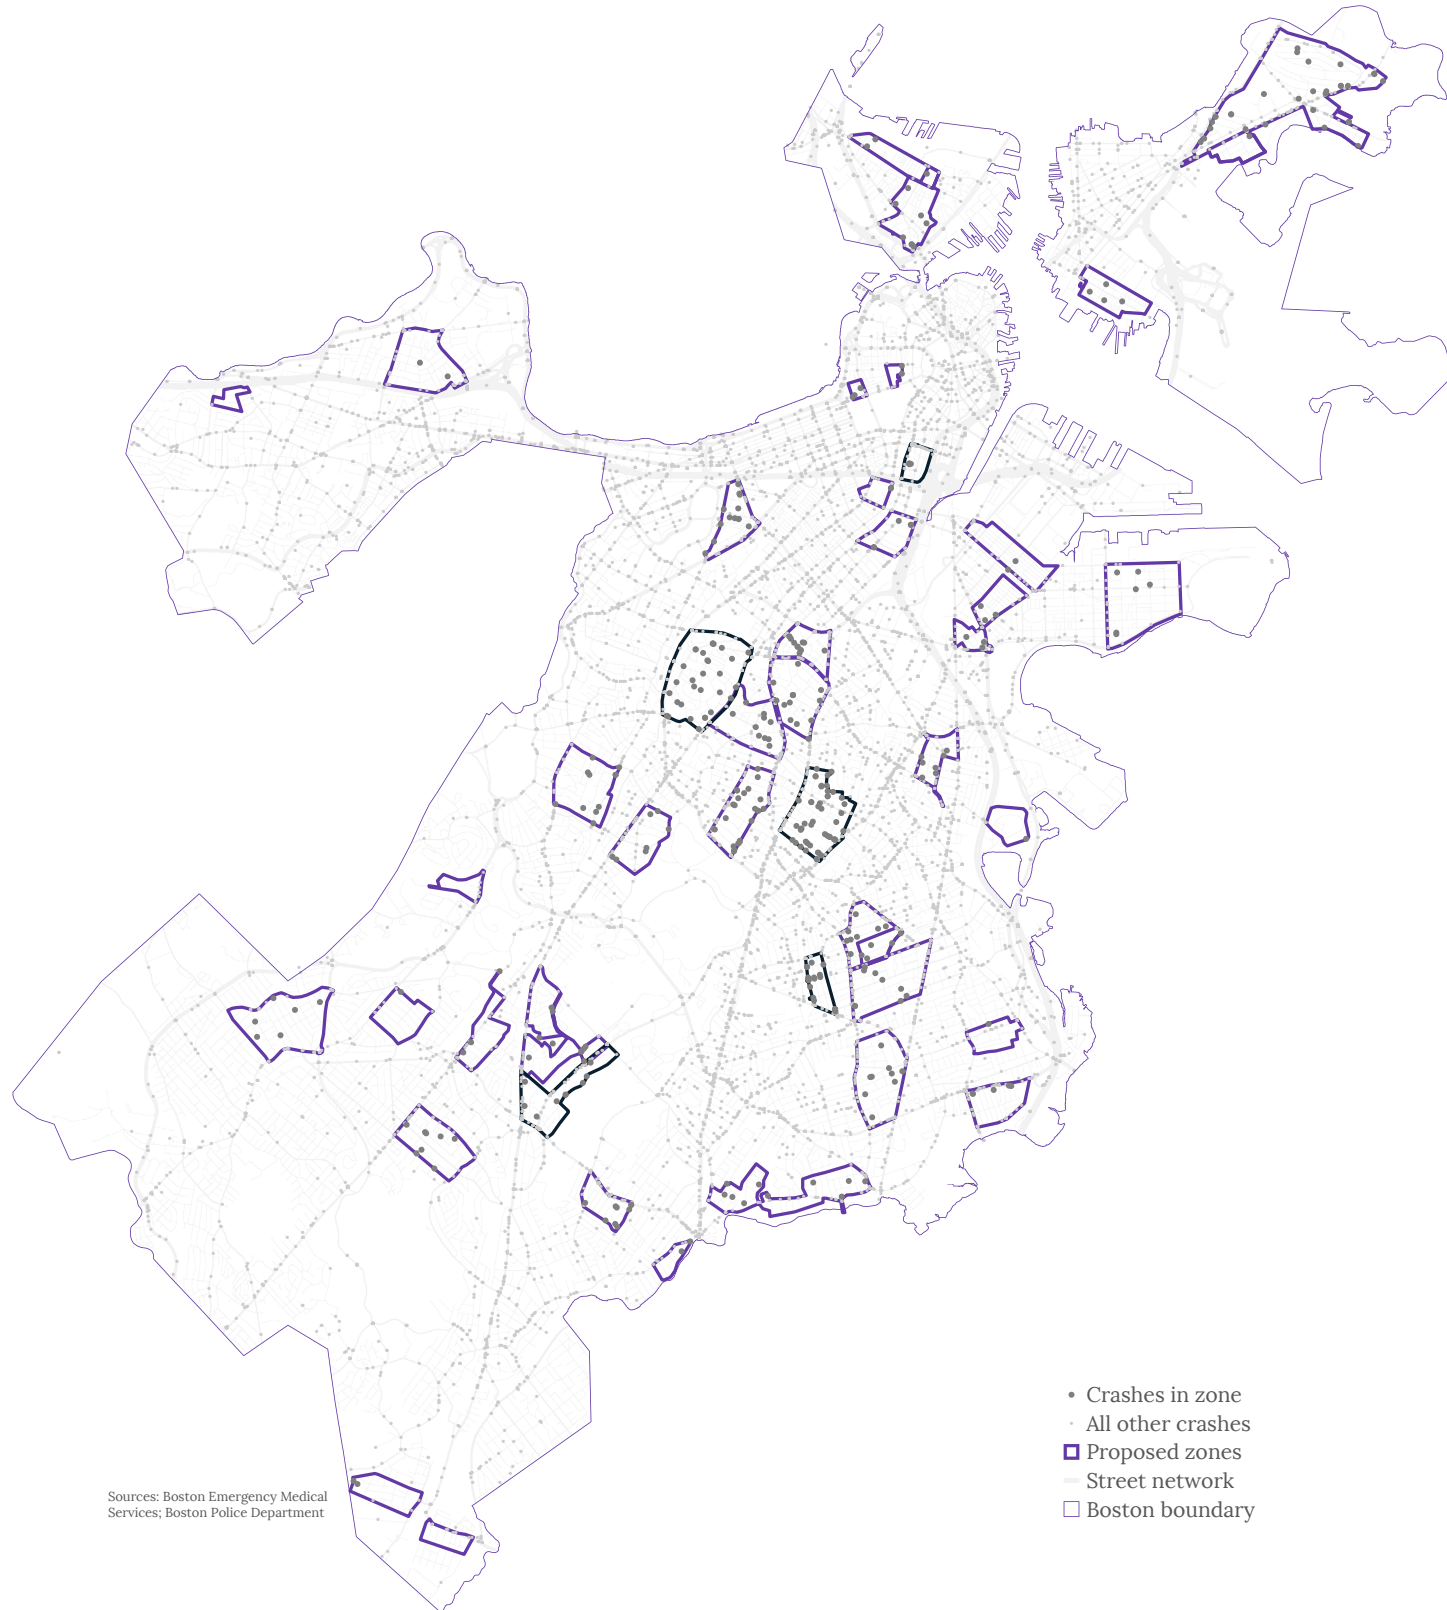 Crashes in zone
All other crashes
Proposed zones
Street network
Boston boundary
Sources: Boston Emergency Medical
Services; Boston Police Department